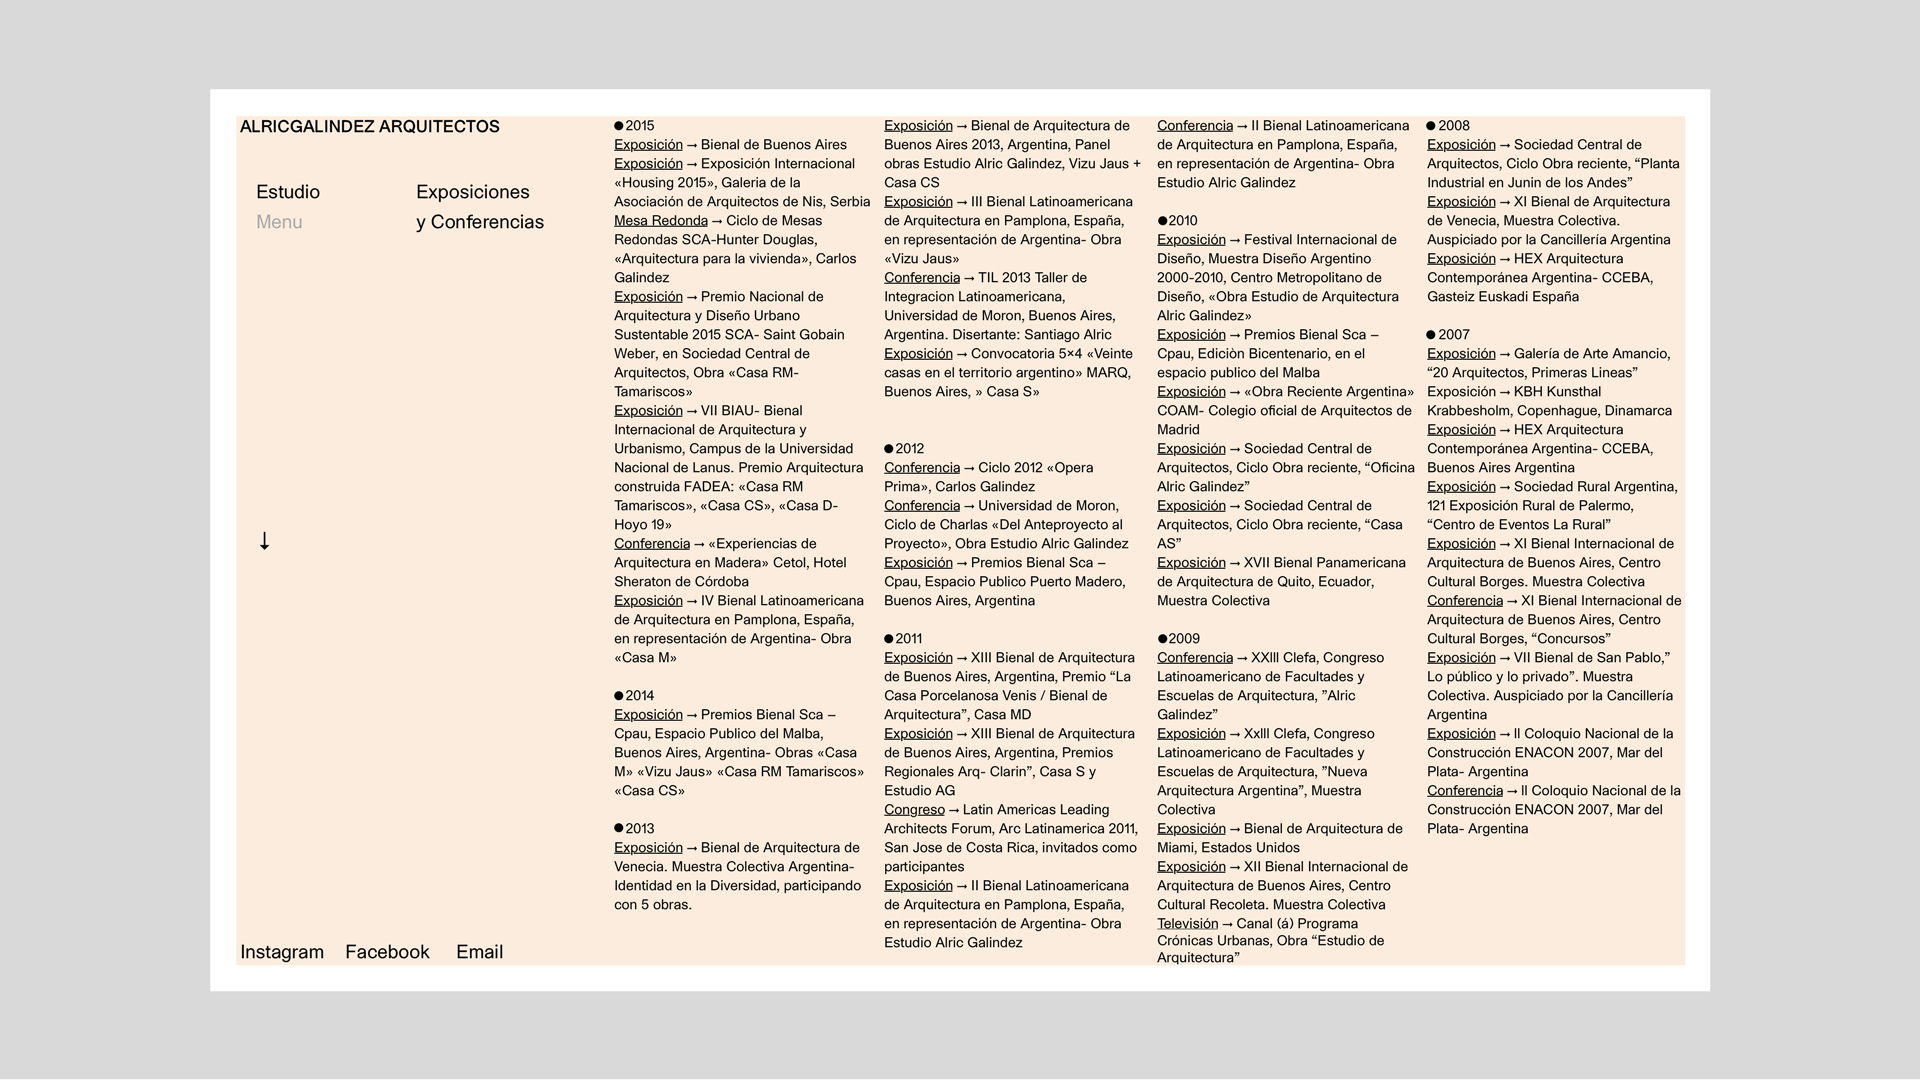 ALRICGALINDEZ ARQUITECTOS
Estudio
Menu
Exposiciones
y Conferencias
↓
Instagram Facebook Email
●2015
Exposición → Bienal de Buenos Aires
Exposición → Exposición Internacional
«Housing 2015», Galeria de la
Asociación de Arquitectos de Nis, Serbia
Mesa Redonda → Ciclo de Mesas
Redondas SCA-Hunter Douglas,
«Arquitectura para la vivienda», Carlos
Galindez
Exposición → Premio Nacional de
Arquitectura y Diseño Urbano
Sustentable 2015 SCA- Saint Gobain
Weber, en Sociedad Central de
Arquitectos, Obra «Casa RM-
Tamariscos»
Exposición → VII BIAU- Bienal
Internacional de Arquitectura y
Urbanismo, Campus de la Universidad
Nacional de Lanus. Premio Arquitectura
construida FADEA: «Casa RM
Tamariscos», «Casa CS», «Casa D-
Hoyo 19»
Conferencia → «Experiencias de
Arquitectura en Madera» Cetol, Hotel
Sheraton de Córdoba
Exposición → IV Bienal Latinoamericana
de Arquitectura en Pamplona, España,
en representación de Argentina- Obra
«Casa M»
●2014
Exposición → Premios Bienal Sca –
Cpau, Espacio Publico del Malba,
Buenos Aires, Argentina- Obras «Casa
M» «Vizu Jaus» «Casa RM Tamariscos»
«Casa CS»
●2013
Exposición → Bienal de Arquitectura de
Venecia. Muestra Colectiva Argentina-
Identidad en la Diversidad, participando
con 5 obras.
Exposición → Bienal de Arquitectura de
Buenos Aires 2013, Argentina, Panel
obras Estudio Alric Galindez, Vizu Jaus +
Casa CS
Exposición → III Bienal Latinoamericana
de Arquitectura en Pamplona, España,
en representación de Argentina- Obra
«Vizu Jaus»
Conferencia → TIL 2013 Taller de
Integracion Latinoamericana,
Universidad de Moron, Buenos Aires,
Argentina. Disertante: Santiago Alric
Exposición → Convocatoria 5×4 «Veinte
casas en el territorio argentino» MARQ,
Buenos Aires, » Casa S»
●2012
Conferencia → Ciclo 2012 «Opera
Prima», Carlos Galindez
Conferencia → Universidad de Moron,
Ciclo de Charlas «Del Anteproyecto al
Proyecto», Obra Estudio Alric Galindez
Exposición → Premios Bienal Sca –
Cpau, Espacio Publico Puerto Madero,
Buenos Aires, Argentina
●2011
Exposición → XIII Bienal de Arquitectura
de Buenos Aires, Argentina, Premio “La
Casa Porcelanosa Venis / Bienal de
Arquitectura”, Casa MD
Exposición → XIII Bienal de Arquitectura
de Buenos Aires, Argentina, Premios
Regionales Arq- Clarin”, Casa S y
Estudio AG
Congreso → Latin Americas Leading
Architects Forum, Arc Latinamerica 2011,
San Jose de Costa Rica, invitados como
participantes
Exposición → II Bienal Latinoamericana
de Arquitectura en Pamplona, España,
en representación de Argentina- Obra
Estudio Alric Galindez
Conferencia → II Bienal Latinoamericana
de Arquitectura en Pamplona, España,
en representación de Argentina- Obra
Estudio Alric Galindez
●2010
Exposición → Festival Internacional de
Diseño, Muestra Diseño Argentino
2000-2010, Centro Metropolitano de
Diseño, «Obra Estudio de Arquitectura
Alric Galindez»
Exposición → Premios Bienal Sca –
Cpau, Ediciòn Bicentenario, en el
espacio publico del Malba
Exposición → «Obra Reciente Argentina»
COAM- Colegio oficial de Arquitectos de
Madrid
Exposición → Sociedad Central de
Arquitectos, Ciclo Obra reciente, “Oficina
Alric Galindez”
Exposición → Sociedad Central de
Arquitectos, Ciclo Obra reciente, “Casa
AS”
Exposición → XVII Bienal Panamericana
de Arquitectura de Quito, Ecuador,
Muestra Colectiva
●2009
Conferencia → XXlll Clefa, Congreso
Latinoamericano de Facultades y
Escuelas de Arquitectura, ”Alric
Galindez”
Exposición → Xxlll Clefa, Congreso
Latinoamericano de Facultades y
Escuelas de Arquitectura, ”Nueva
Arquitectura Argentina”, Muestra
Colectiva
Exposición → Bienal de Arquitectura de
Miami, Estados Unidos
Exposición → XII Bienal Internacional de
Arquitectura de Buenos Aires, Centro
Cultural Recoleta. Muestra Colectiva
Televisión → Canal (á) Programa
Crónicas Urbanas, Obra “Estudio de
Arquitectura”
● 2008
Exposición → Sociedad Central de
Arquitectos, Ciclo Obra reciente, “Planta
Industrial en Junin de los Andes”
Exposición → XI Bienal de Arquitectura
de Venecia, Muestra Colectiva.
Auspiciado por la Cancillería Argentina
Exposición → HEX Arquitectura
Contemporánea Argentina- CCEBA,
Gasteiz Euskadi España
● 2007
Exposición → Galería de Arte Amancio,
“20 Arquitectos, Primeras Lineas”
Exposición → KBH Kunsthal
Krabbesholm, Copenhague, Dinamarca
Exposición → HEX Arquitectura
Contemporánea Argentina- CCEBA,
Buenos Aires Argentina
Exposición → Sociedad Rural Argentina,
121 Exposición Rural de Palermo,
“Centro de Eventos La Rural”
Exposición → XI Bienal Internacional de
Arquitectura de Buenos Aires, Centro
Cultural Borges. Muestra Colectiva
Conferencia → XI Bienal Internacional de
Arquitectura de Buenos Aires, Centro
Cultural Borges, “Concursos”
Exposición → VII Bienal de San Pablo,”
Lo público y lo privado”. Muestra
Colectiva. Auspiciado por la Cancillería
Argentina
Exposición → ll Coloquio Nacional de la
Construcción ENACON 2007, Mar del
Plata- Argentina
Conferencia → ll Coloquio Nacional de la
Construcción ENACON 2007, Mar del
Plata- Argentina